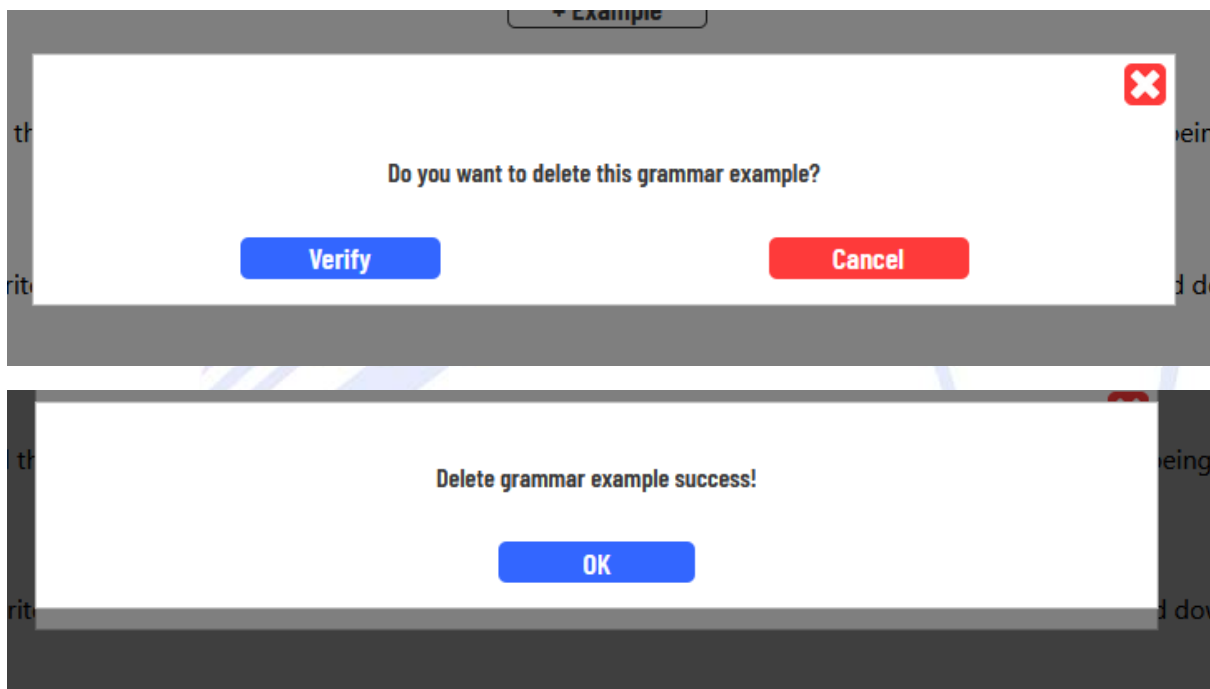 + Example
Do you want to delete this grammar example?
Verify Cancel
Delete grammar example success!
OK